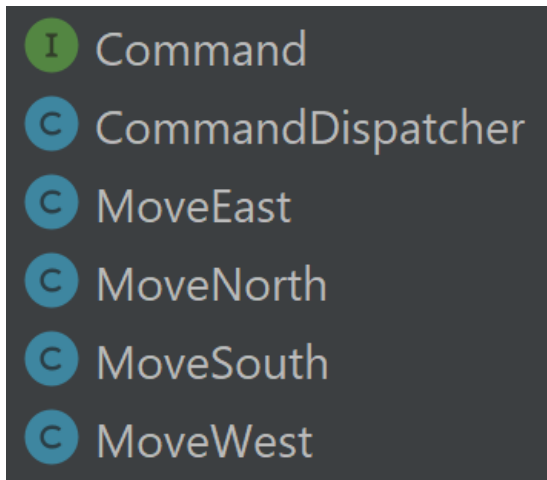 I Command
C CommandDispatcher
C MoveEast
C MoveNorth
C MoveSouth
C MoveWest